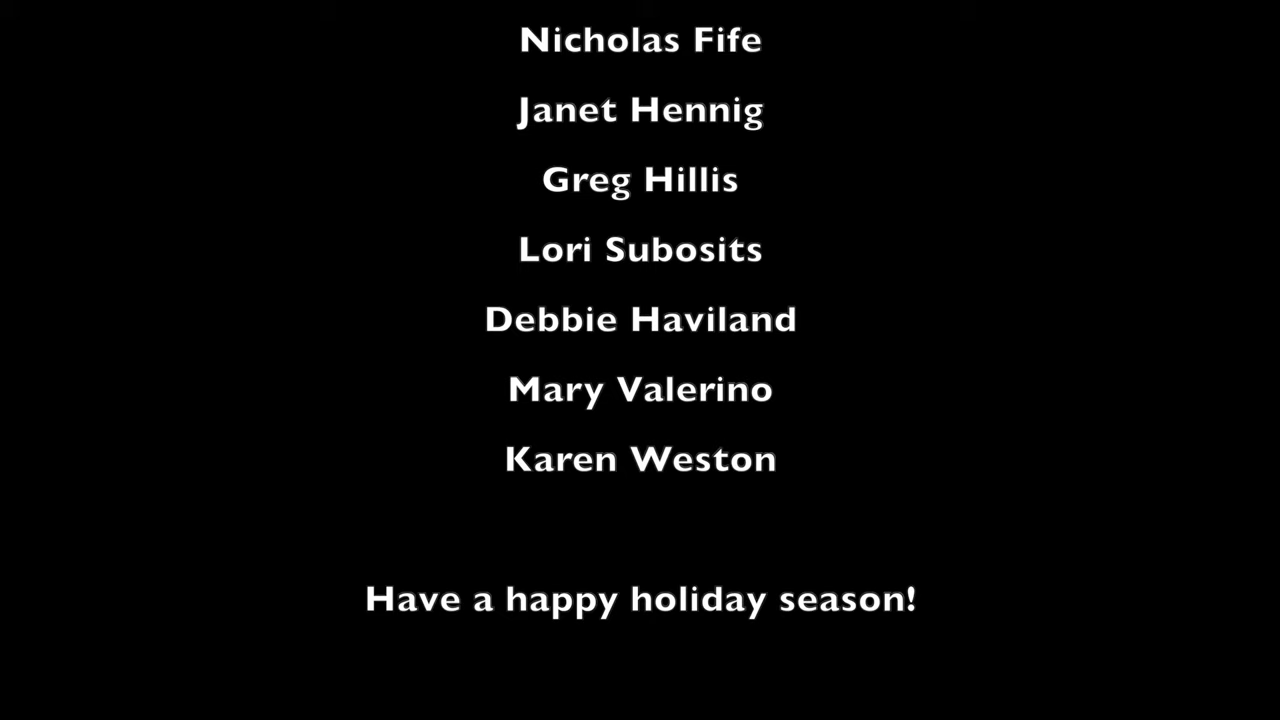 Nicholas Fife
Janet Hennig
Greg Hillis
Lori Subosits
Debbie Haviland
Mary Valerino
Karen Weston
Have a happy holiday season!